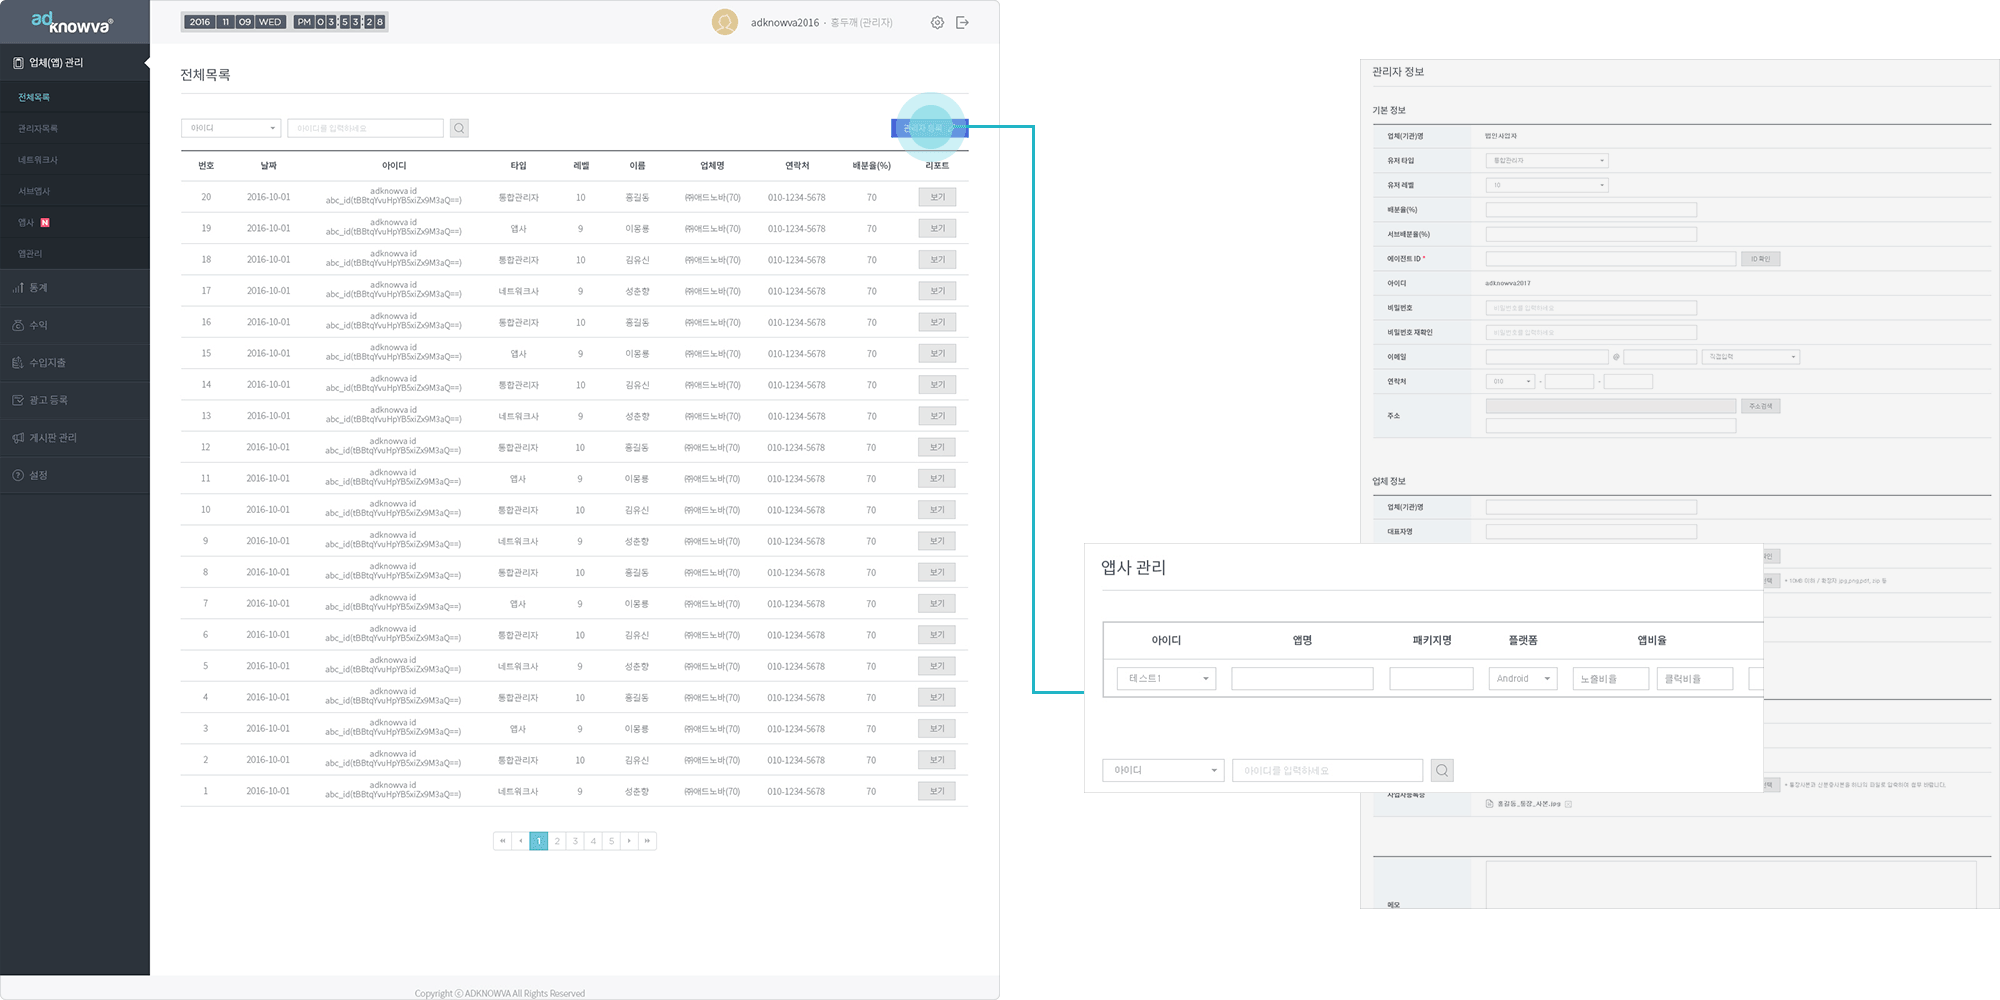 adknowva®
2016 11 09 WED PM 03:53:28
adknowva2016 · 홍두깨 (관리자)
업체(앱) 관리
전체목록
관리자목록
네트워크사
서브앱사
앱사 N
앱관리
통계
수익
수입지출
광고 등록
게시판 관리
설정
전체목록
아이디 아이디를 입력하세요
관리자 등록
번호 날짜 아이디 타입 레벨 이름 업체명 연락처 배분율(%) 리포트
20 2016-10-01 adknowva id abc_id(tBBtqYvuHpYB5xiZx9M3aQ==) 통합관리자 10 홍길동 ㈜애드노바(70) 010-1234-5678 70 보기
19 2016-10-01 adknowva id abc_id(tBBtqYvuHpYB5xiZx9M3aQ==) 앱사 9 이몽룡 ㈜애드노바(70) 010-1234-5678 70 보기
18 2016-10-01 adknowva id abc_id(tBBtqYvuHpYB5xiZx9M3aQ==) 통합관리자 10 김유신 ㈜애드노바(70) 010-1234-5678 70 보기
17 2016-10-01 adknowva id abc_id(tBBtqYvuHpYB5xiZx9M3aQ==) 네트워크사 9 성춘향 ㈜애드노바(70) 010-1234-5678 70 보기
16 2016-10-01 adknowva id abc_id(tBBtqYvuHpYB5xiZx9M3aQ==) 통합관리자 10 홍길동 ㈜애드노바(70) 010-1234-5678 70 보기
15 2016-10-01 adknowva id abc_id(tBBtqYvuHpYB5xiZx9M3aQ==) 앱사 9 이몽룡 ㈜애드노바(70) 010-1234-5678 70 보기
14 2016-10-01 adknowva id abc_id(tBBtqYvuHpYB5xiZx9M3aQ==) 통합관리자 10 김유신 ㈜애드노바(70) 010-1234-5678 70 보기
13 2016-10-01 adknowva id abc_id(tBBtqYvuHpYB5xiZx9M3aQ==) 네트워크사 9 성춘향 ㈜애드노바(70) 010-1234-5678 70 보기
12 2016-10-01 adknowva id abc_id(tBBtqYvuHpYB5xiZx9M3aQ==) 통합관리자 10 홍길동 ㈜애드노바(70) 010-1234-5678 70 보기
11 2016-10-01 adknowva id abc_id(tBBtqYvuHpYB5xiZx9M3aQ==) 앱사 9 이몽룡 ㈜애드노바(70) 010-1234-5678 70 보기
10 2016-10-01 adknowva id abc_id(tBBtqYvuHpYB5xiZx9M3aQ==) 통합관리자 10 김유신 ㈜애드노바(70) 010-1234-5678 70 보기
9 2016-10-01 adknowva id abc_id(tBBtqYvuHpYB5xiZx9M3aQ==) 네트워크사 9 성춘향 ㈜애드노바(70) 010-1234-5678 70 보기
8 2016-10-01 adknowva id abc_id(tBBtqYvuHpYB5xiZx9M3aQ==) 통합관리자 10 홍길동 ㈜애드노바(70) 010-1234-5678 70 보기
7 2016-10-01 adknowva id abc_id(tBBtqYvuHpYB5xiZx9M3aQ==) 앱사 9 이몽룡 ㈜애드노바(70) 010-1234-5678 70 보기
6 2016-10-01 adknowva id abc_id(tBBtqYvuHpYB5xiZx9M3aQ==) 통합관리자 10 김유신 ㈜애드노바(70) 010-1234-5678 70 보기
5 2016-10-01 adknowva id abc_id(tBBtqYvuHpYB5xiZx9M3aQ==) 네트워크사 9 성춘향 ㈜애드노바(70) 010-1234-5678 70 보기
4 2016-10-01 adknowva id abc_id(tBBtqYvuHpYB5xiZx9M3aQ==) 통합관리자 10 홍길동 ㈜애드노바(70) 010-1234-5678 70 보기
3 2016-10-01 adknowva id abc_id(tBBtqYvuHpYB5xiZx9M3aQ==) 앱사 9 이몽룡 ㈜애드노바(70) 010-1234-5678 70 보기
2 2016-10-01 adknowva id abc_id(tBBtqYvuHpYB5xiZx9M3aQ==) 통합관리자 10 김유신 ㈜애드노바(70) 010-1234-5678 70 보기
1 2016-10-01 adknowva id abc_id(tBBtqYvuHpYB5xiZx9M3aQ==) 네트워크사 9 성춘향 ㈜애드노바(70) 010-1234-5678 70 보기
1 2 3 4 5
Copyright ⓒ ADKNOWVA All Rights Reserved
관리자 정보
기본 정보
업체(기관)명 법인사업자
유저 타입 통합관리자
유저 레벨 10
배분율(%)
서브배분율(%)
에이전트 ID * ID 확인
아이디 adknowva2017
비밀번호 비밀번호를 입력하세요
비밀번호 재확인 비밀번호를 입력하세요
이메일 @ 직접입력
연락처 010 - -
주소 주소검색
업체 정보
업체(기관)명
대표자명
앱사 관리
아이디 앱명 패키지명 플랫폼 앱비율
테스트1 Android 노출비율 클릭비율
아이디 아이디를 입력하세요
사업자등록증
홍길동_통장_사본.jpg
메모